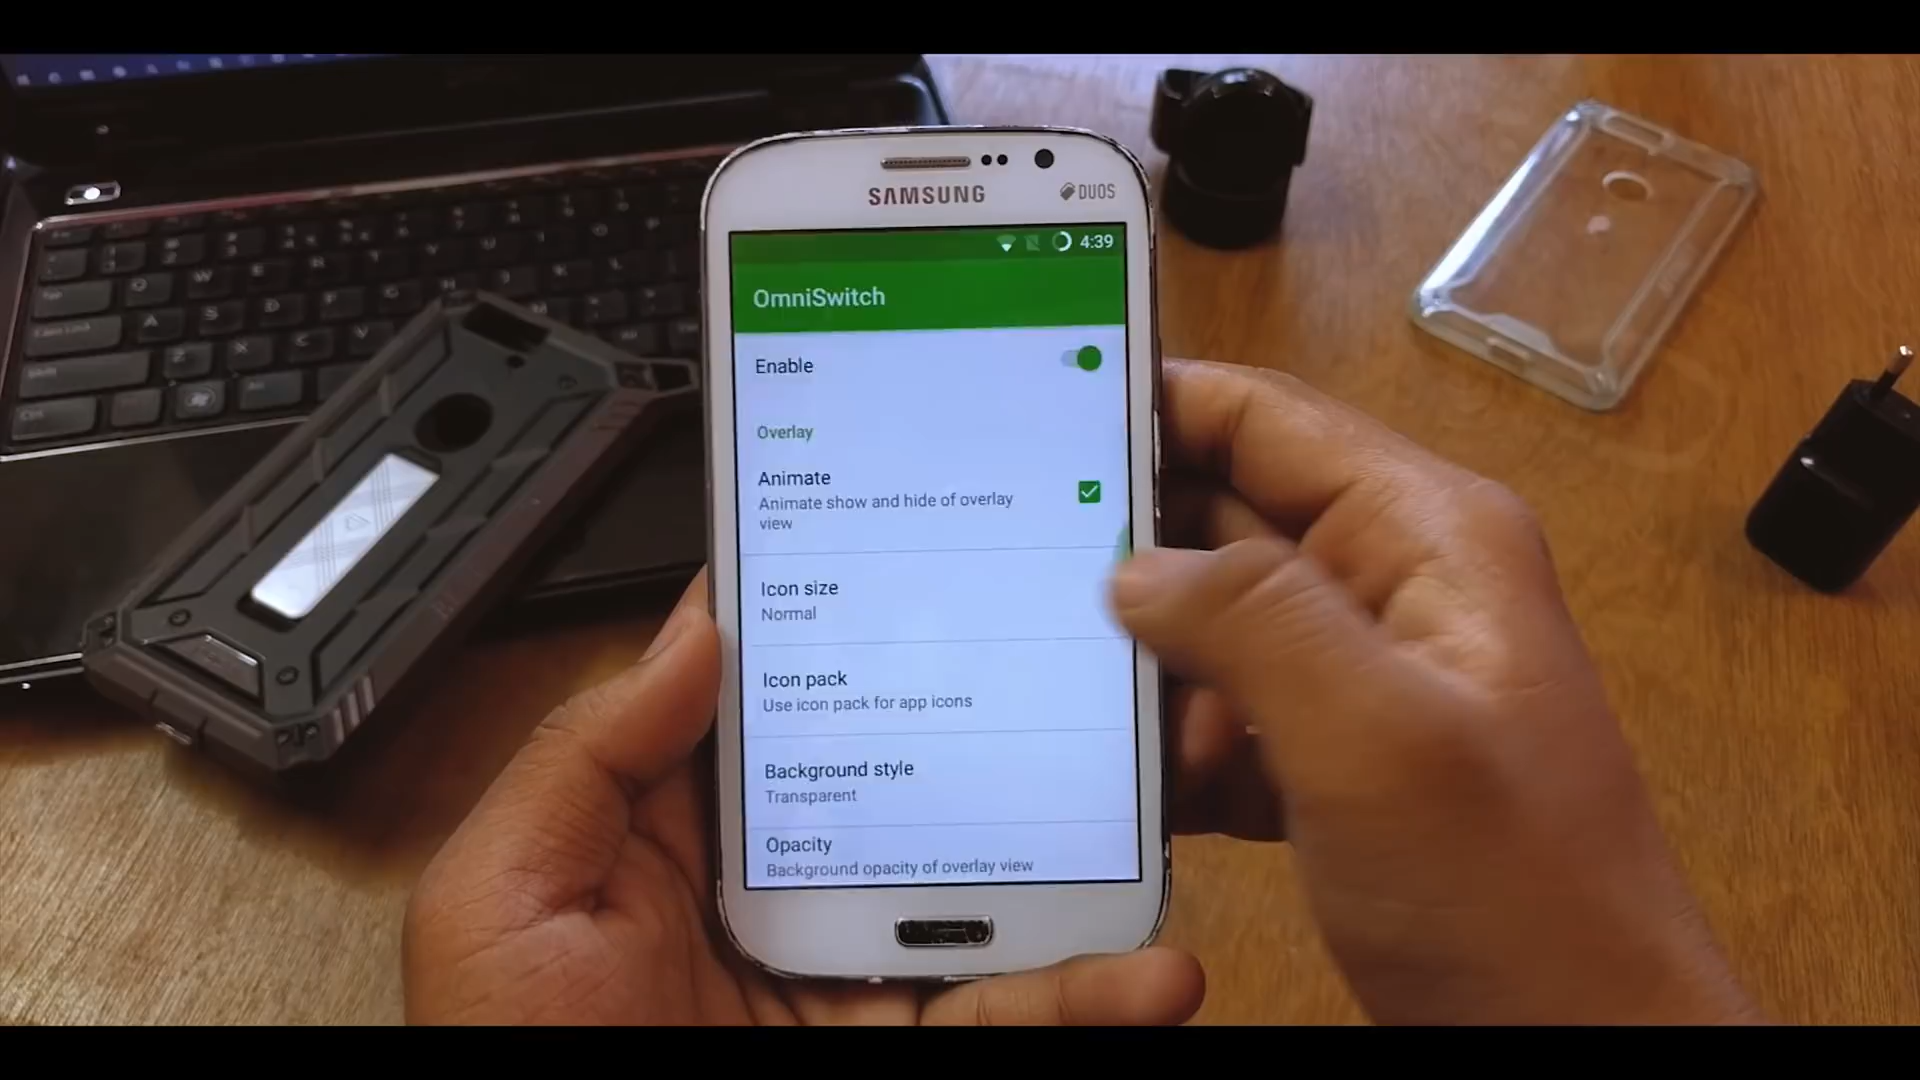 SAMSUNG
DUOS
4:39
OmniSwitch
Enable
Overlay
Animate
Animate show and hide of overlay
view
Icon size
Normal
Icon pack
Use icon pack for app icons
Background style
Transparent
Opacity
Background opacity of overlay view